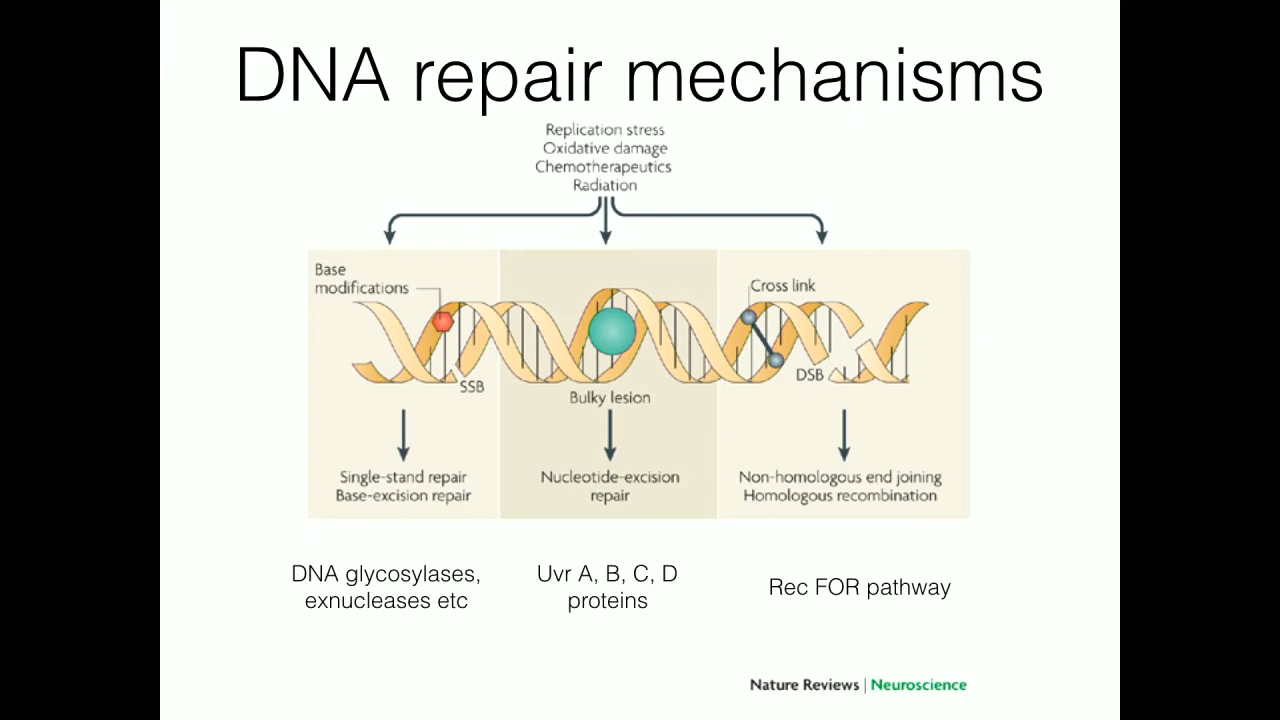 DNA repair mechanisms
Replication stress
Oxidative damage
Chemotherapeutics
Radiation
Base
modifications
SSB
Bulky lesion
Cross link
DSB
Single-stand repair
Base-excision repair
Nucleotide-excision
repair
Non-homologous end joining
Homologous recombination
DNA glycosylases,
exnucleases etc
Uvr A, B, C, D
proteins
Rec FOR pathway
Nature Reviews | Neuroscience